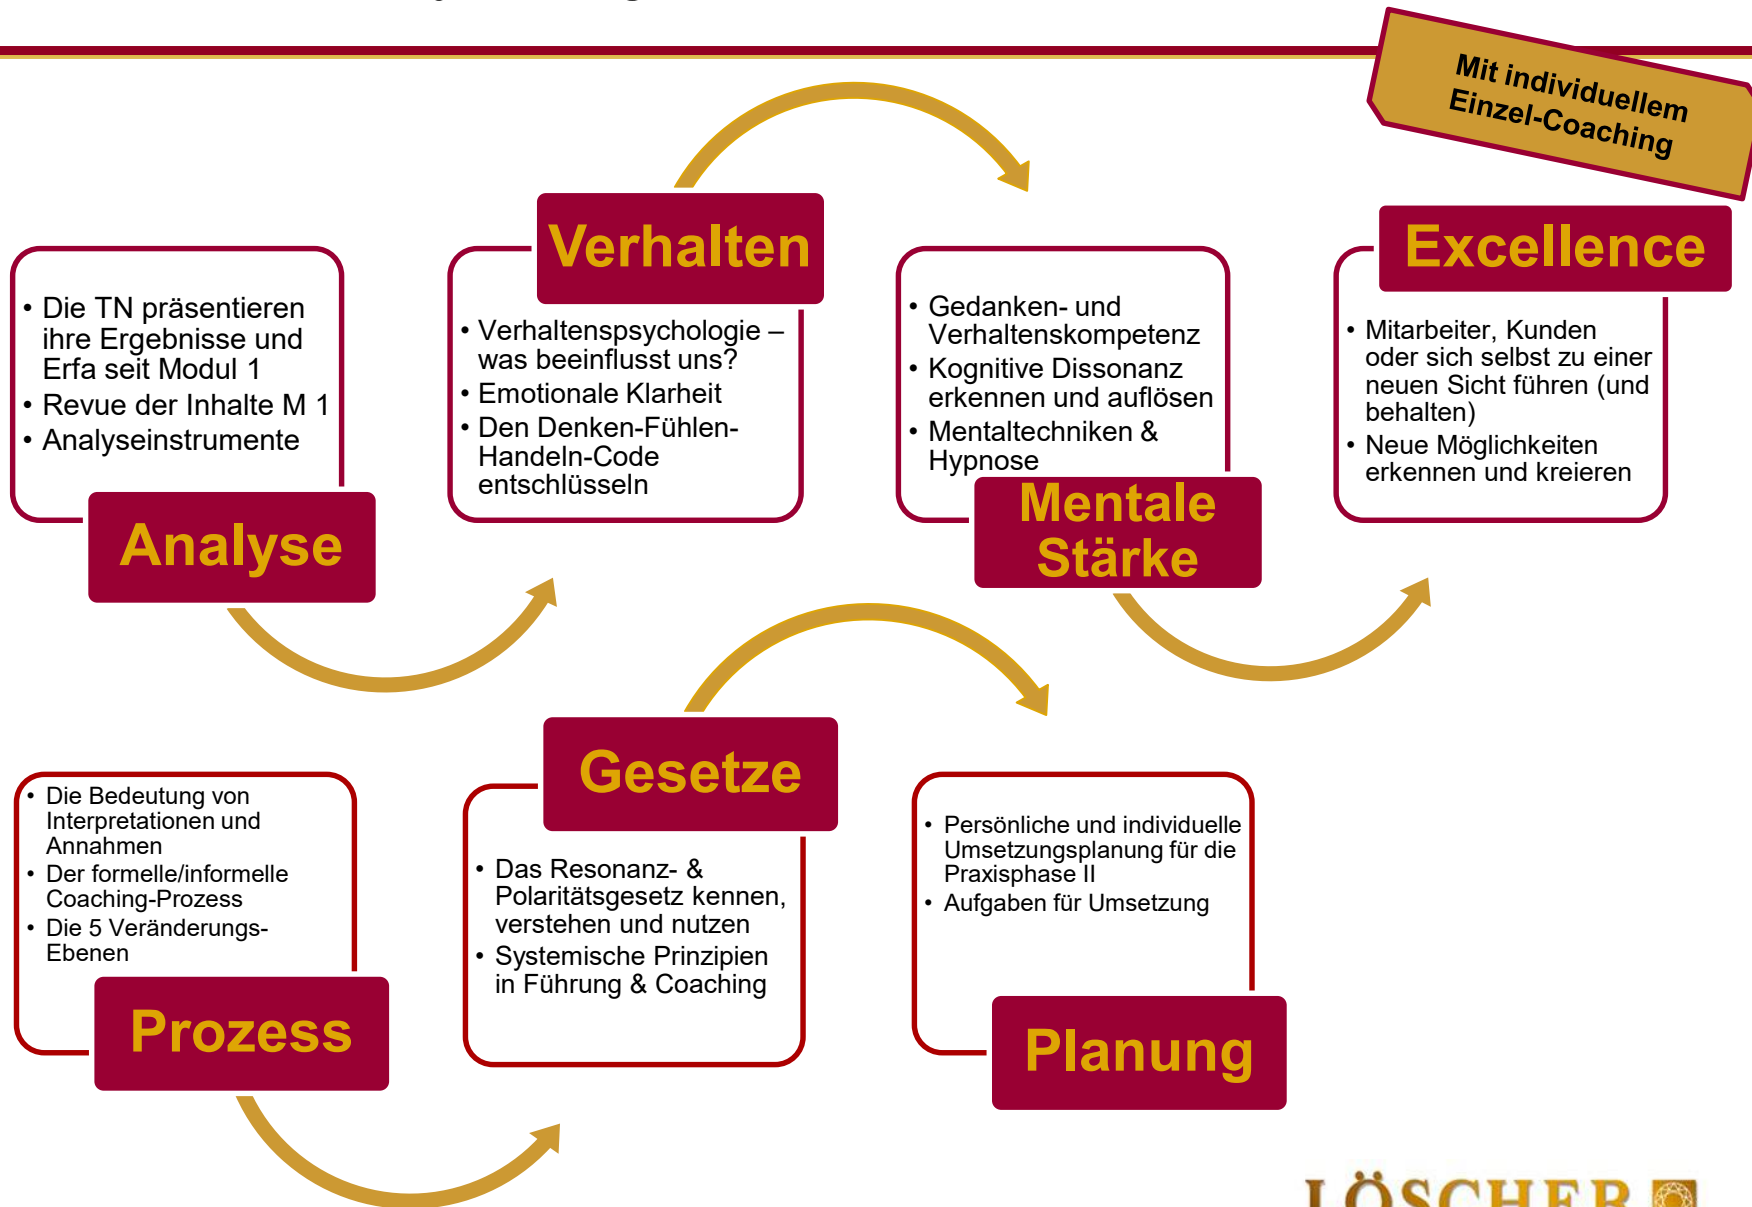 Mit individuellem
Einzel-Coaching
Verhalten
Excellence
• Die TN präsentieren
ihre Ergebnisse und
Erfa seit Modul 1
• Revue der Inhalte M 1
• Analyseinstrumente
Analyse
• Verhaltenspsychologie –
was beeinflusst uns?
• Emotionale Klarheit
• Den Denken-Fühlen-
Handeln-Code
entschlüsseln
• Gedanken- und
Verhaltenskompetenz
• Kognitive Dissonanz
erkennen und auflösen
• Mentaltechniken &
Hypnose
Mentale
Stärke
• Mitarbeiter, Kunden
oder sich selbst zu einer
neuen Sicht führen (und
behalten)
• Neue Möglichkeiten
erkennen und kreieren
Gesetze
• Die Bedeutung von
Interpretationen und
Annahmen
• Der formelle/informelle
Coaching-Prozess
• Die 5 Veränderungs-
Ebenen
Prozess
• Das Resonanz- &
Polaritätsgesetz kennen,
verstehen und nutzen
• Systemische Prinzipien
in Führung & Coaching
• Persönliche und individuelle
Umsetzungsplanung für die
Praxisphase II
• Aufgaben für Umsetzung
Planung
LÖSCHER